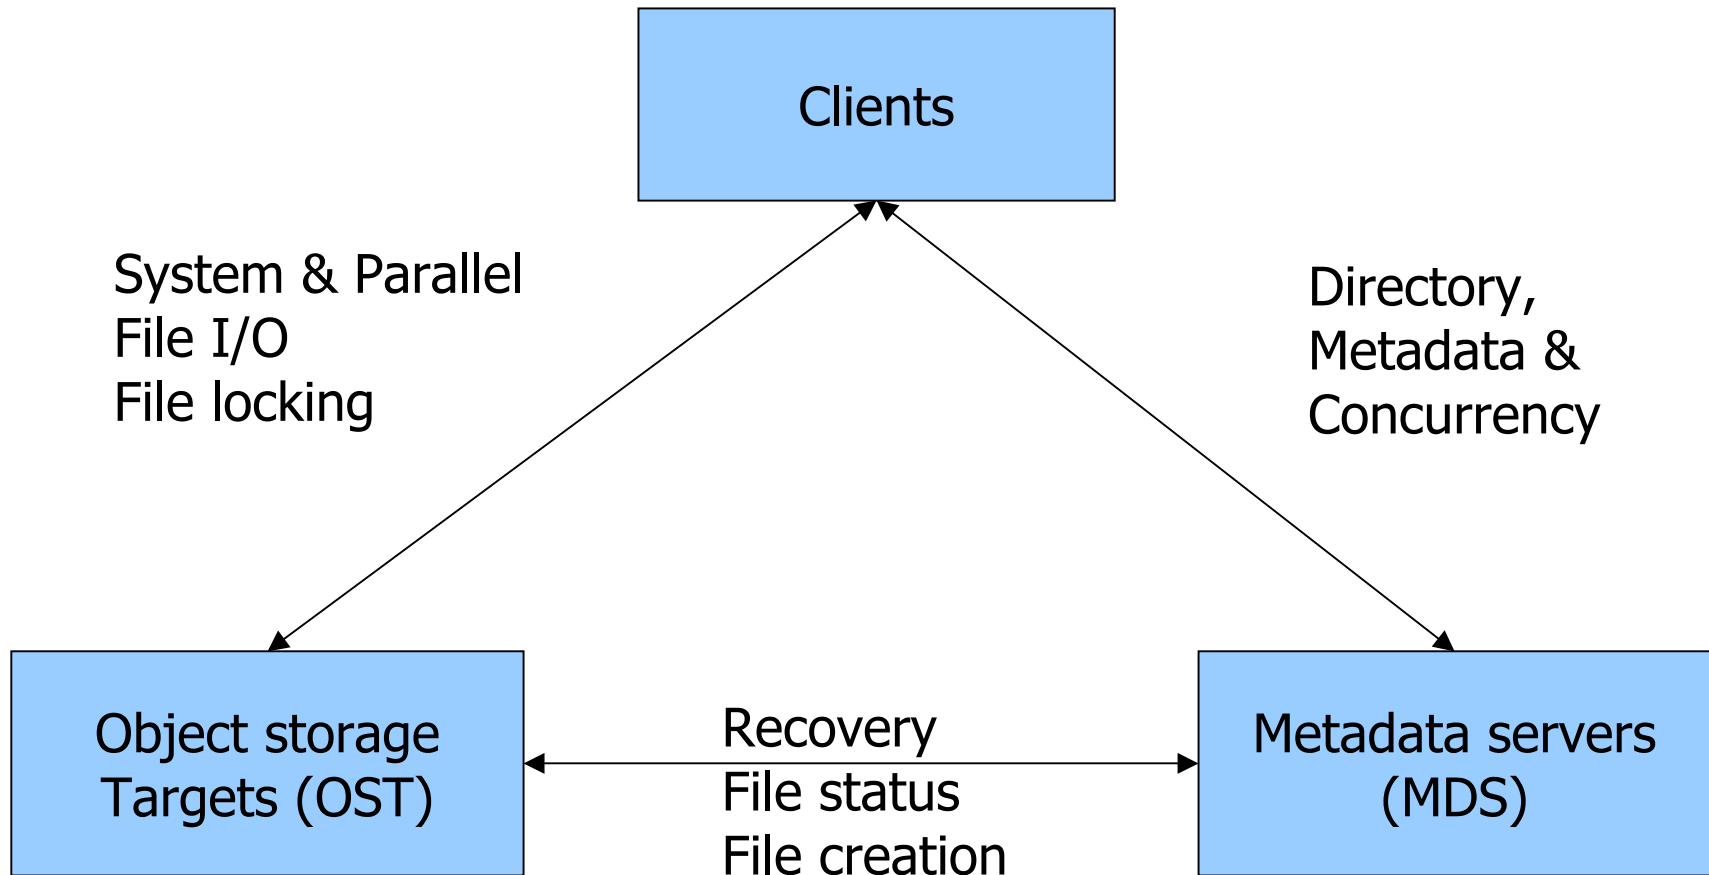 Clients
System & Parallel
File I/O
File locking
Directory,
Metadata &
Concurrency
Object storage
Targets (OST)
Recovery
File status
File creation
Metadata servers
(MDS)